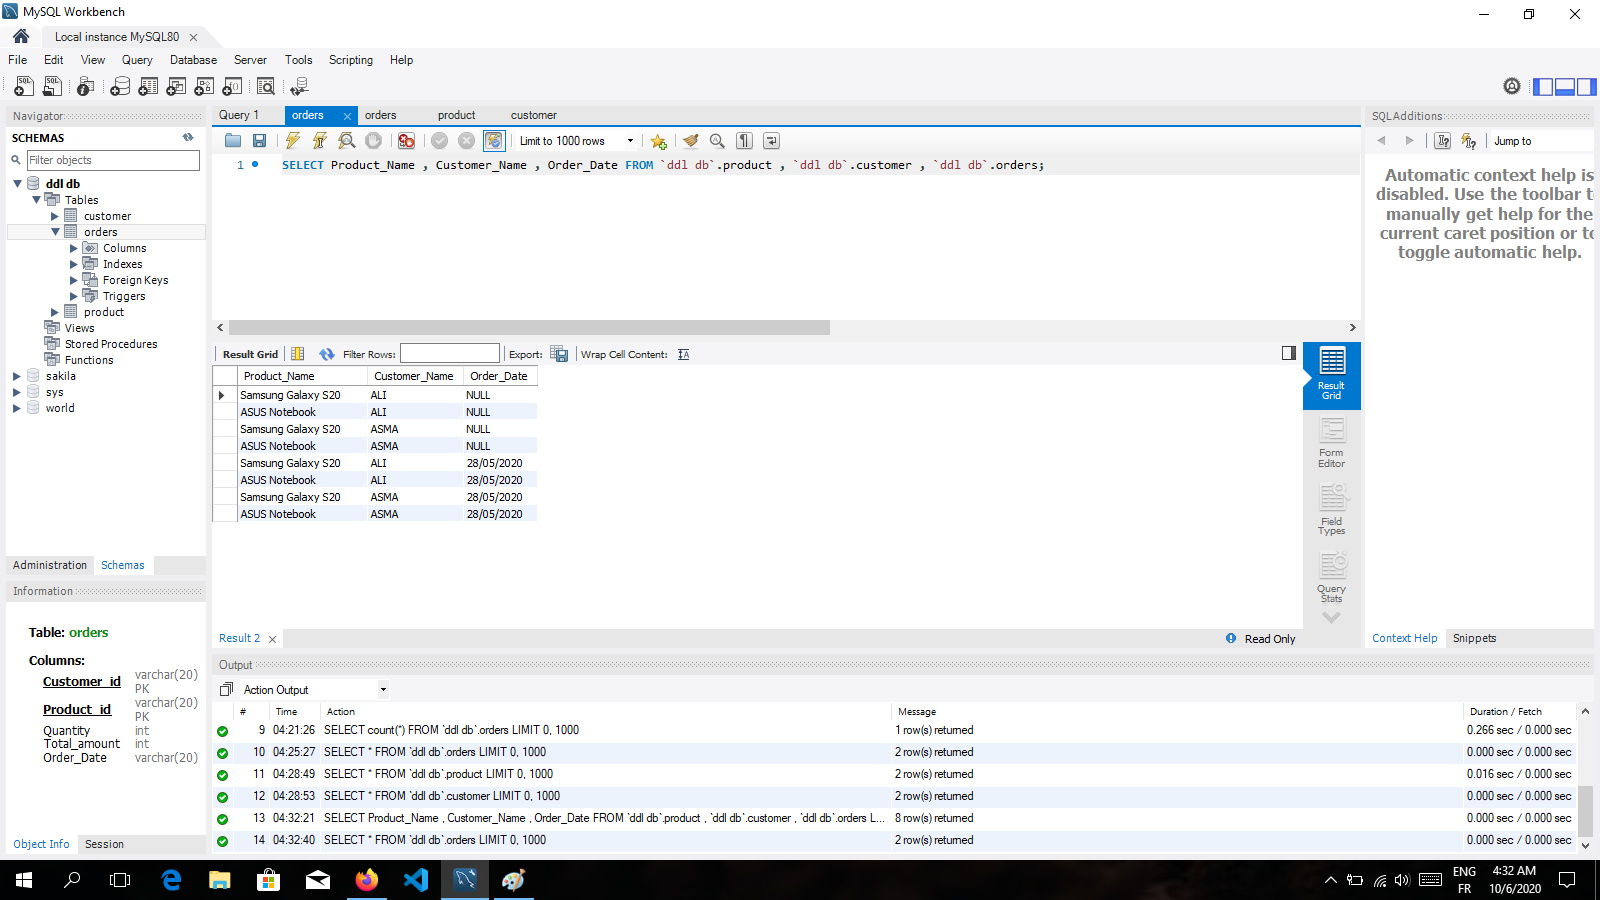 MySQL Workbench
Local instance MySQL80
File Edit View Query Database Server Tools Scripting Help
Navigator
SCHEMAS
Filter objects
ddl db
Tables
customer
orders
Columns
Indexes
Foreign Keys
Triggers
product
Views
Stored Procedures
Functions
sakila
sys
world
Administration Schemas
Information
Table: orders
Columns:
Customer_id varchar(20) PK
Product_id varchar(20) PK
Quantity int
Total_amount int
Order_Date varchar(20)
Object Info Session
Query 1 orders orders product customer
Limit to 1000 rows
1 SELECT Product_Name , Customer_Name , Order_Date FROM `ddl db`.product , `ddl db`.customer , `ddl db`.orders;
Result Grid Filter Rows: Export: Wrap Cell Content:
Product_Name Customer_Name Order_Date
Samsung Galaxy S20 ALI NULL
ASUS Notebook ALI NULL
Samsung Galaxy S20 ASMA NULL
ASUS Notebook ASMA NULL
Samsung Galaxy S20 ALI 28/05/2020
ASUS Notebook ALI 28/05/2020
Samsung Galaxy S20 ASMA 28/05/2020
ASUS Notebook ASMA 28/05/2020
Result Grid
Form Editor
Field Types
Query Stats
Result 2 Read Only
SQLAdditions
Jump to
Automatic context help is
disabled. Use the toolbar t
manually get help for the
current caret position or to
toggle automatic help.
Context Help Snippets
Output
Action Output
# Time Action Message Duration / Fetch
9 04:21:26 SELECT count(*) FROM `ddl db`.orders LIMIT 0, 1000 1 row(s) returned 0.266 sec / 0.000 sec
10 04:25:27 SELECT * FROM `ddl db`.orders LIMIT 0, 1000 2 row(s) returned 0.000 sec / 0.000 sec
11 04:28:49 SELECT * FROM `ddl db`.product LIMIT 0, 1000 2 row(s) returned 0.016 sec / 0.000 sec
12 04:28:53 SELECT * FROM `ddl db`.customer LIMIT 0, 1000 2 row(s) returned 0.000 sec / 0.000 sec
13 04:32:21 SELECT Product_Name , Customer_Name , Order_Date FROM `ddl db`.product , `ddl db`.customer , `ddl db`.orders L... 8 row(s) returned 0.000 sec / 0.000 sec
14 04:32:40 SELECT * FROM `ddl db`.orders LIMIT 0, 1000 2 row(s) returned 0.000 sec / 0.000 sec
ENG 4:32 AM
FR 10/6/2020